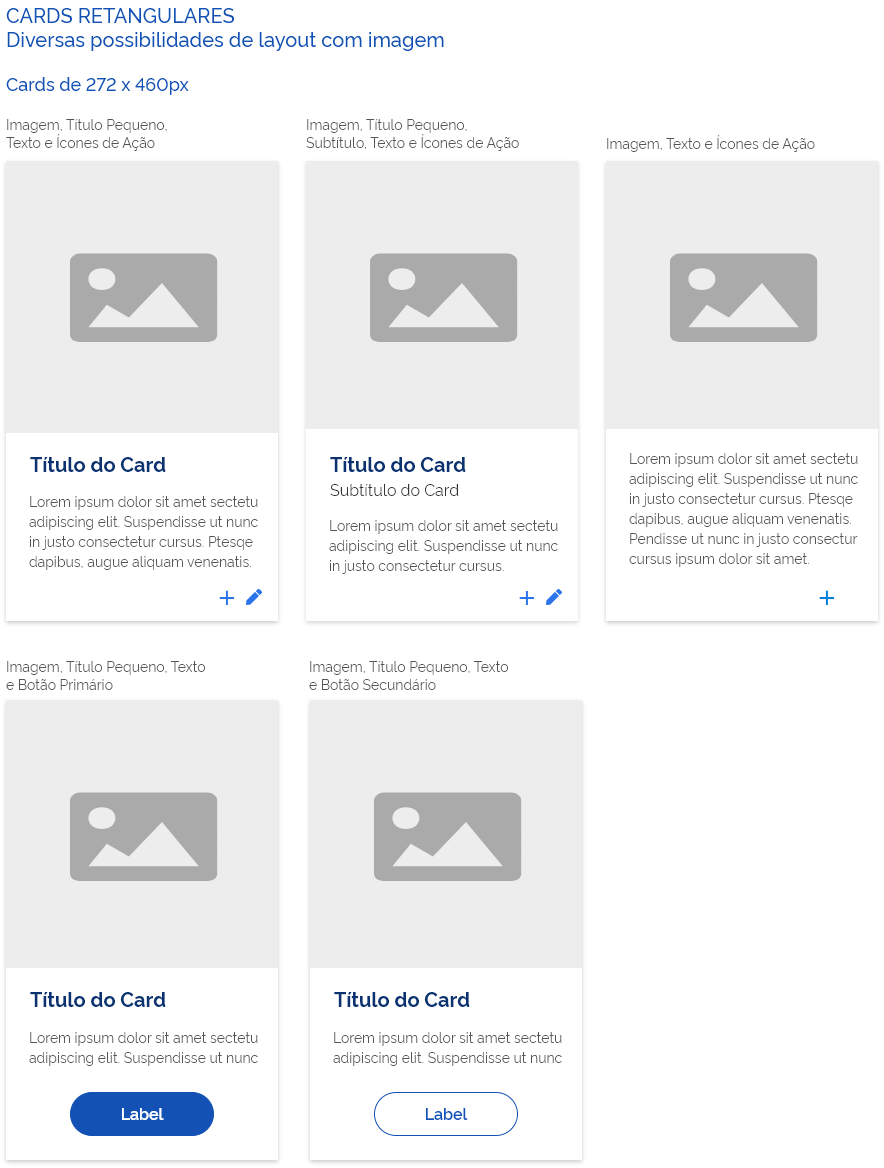 CARDS RETANGULARES
Diversas possibilidades de layout com imagem
Cards de 272 x 460px
Imagem, Título Pequeno,
Texto e Ícones de Ação
Imagem, Título Pequeno,
Subtítulo, Texto e Ícones de Ação
Imagem, Texto e Ícones de Ação
Título do Card
Lorem ipsum dolor sit amet sectetu
adipiscing elit. Suspendisse ut nunc
in justo consectetur cursus. Ptesqe
dapibus, augue aliquam venenatis.
Título do Card
Subtítulo do Card
Lorem ipsum dolor sit amet sectetu
adipiscing elit. Suspendisse ut nunc
in justo consectetur cursus.
Lorem ipsum dolor sit amet sectetu
adipiscing elit. Suspendisse ut nunc
in justo consectetur cursus. Ptesqe
dapibus, augue aliquam venenatis.
Pendisse ut nunc in justo consectur
cursus ipsum dolor sit amet.
Imagem, Título Pequeno, Texto
e Botão Primário
Imagem, Título Pequeno, Texto
e Botão Secundário
Título do Card
Lorem ipsum dolor sit amet sectetu
adipiscing elit. Suspendisse ut nunc
Label
Título do Card
Lorem ipsum dolor sit amet sectetu
adipiscing elit. Suspendisse ut nunc
Label